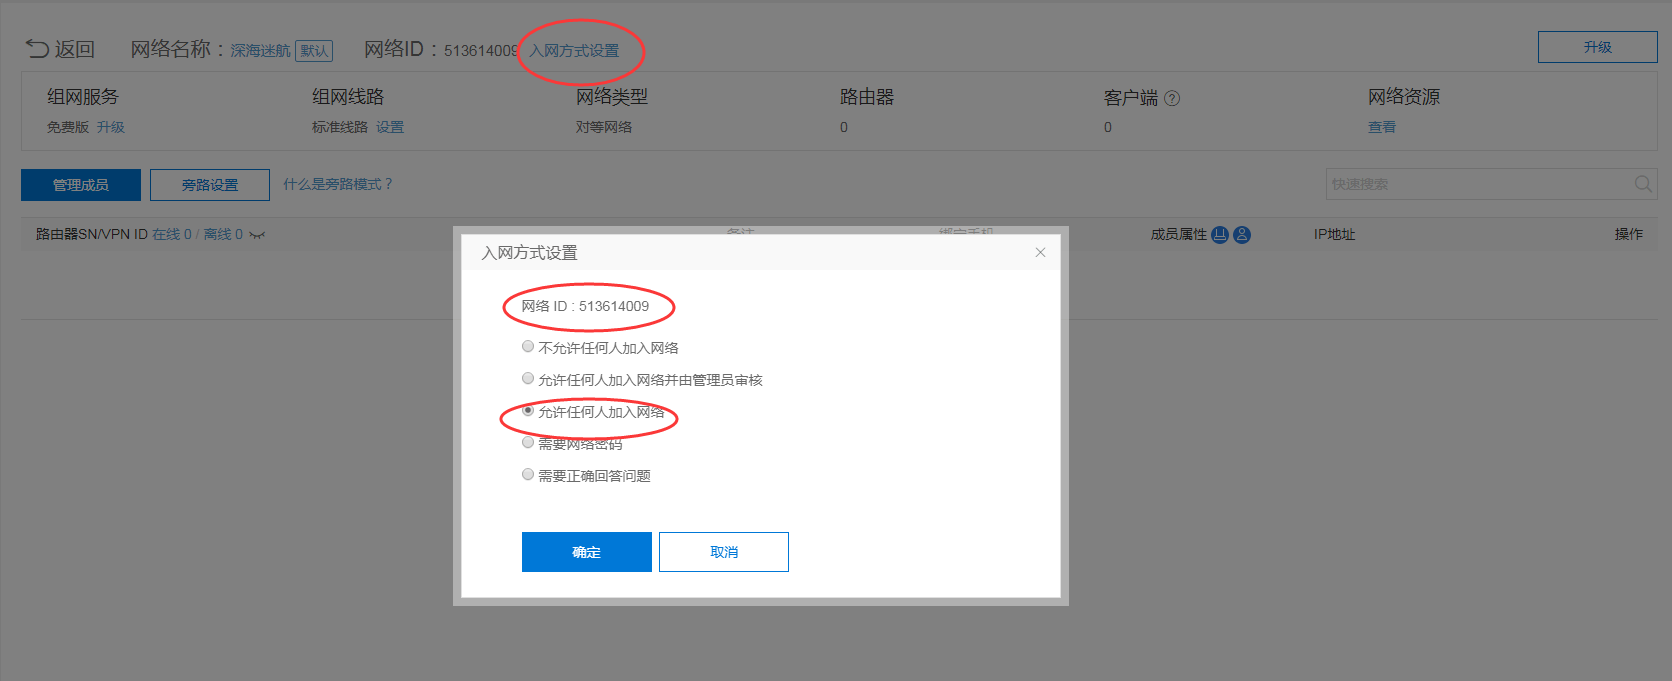 返回 网络名称：深海迷航 默认 网络ID：513614009 入网方式设置 升级
组网服务 组网线路 网络类型 路由器 客户端 ? 网络资源
免费版 升级 标准线路 设置 对等网络 0 0 查看
管理成员 旁路设置 什么是旁路模式？ 快速搜索
路由器SN/VPN ID 在线 0 / 离线 0 备注 绑定手机 成员属性 IP地址 操作
入网方式设置
网络 ID : 513614009
不允许任何人加入网络
允许任何人加入网络并由管理员审核
允许任何人加入网络
需要网络密码
需要正确回答问题
确定 取消